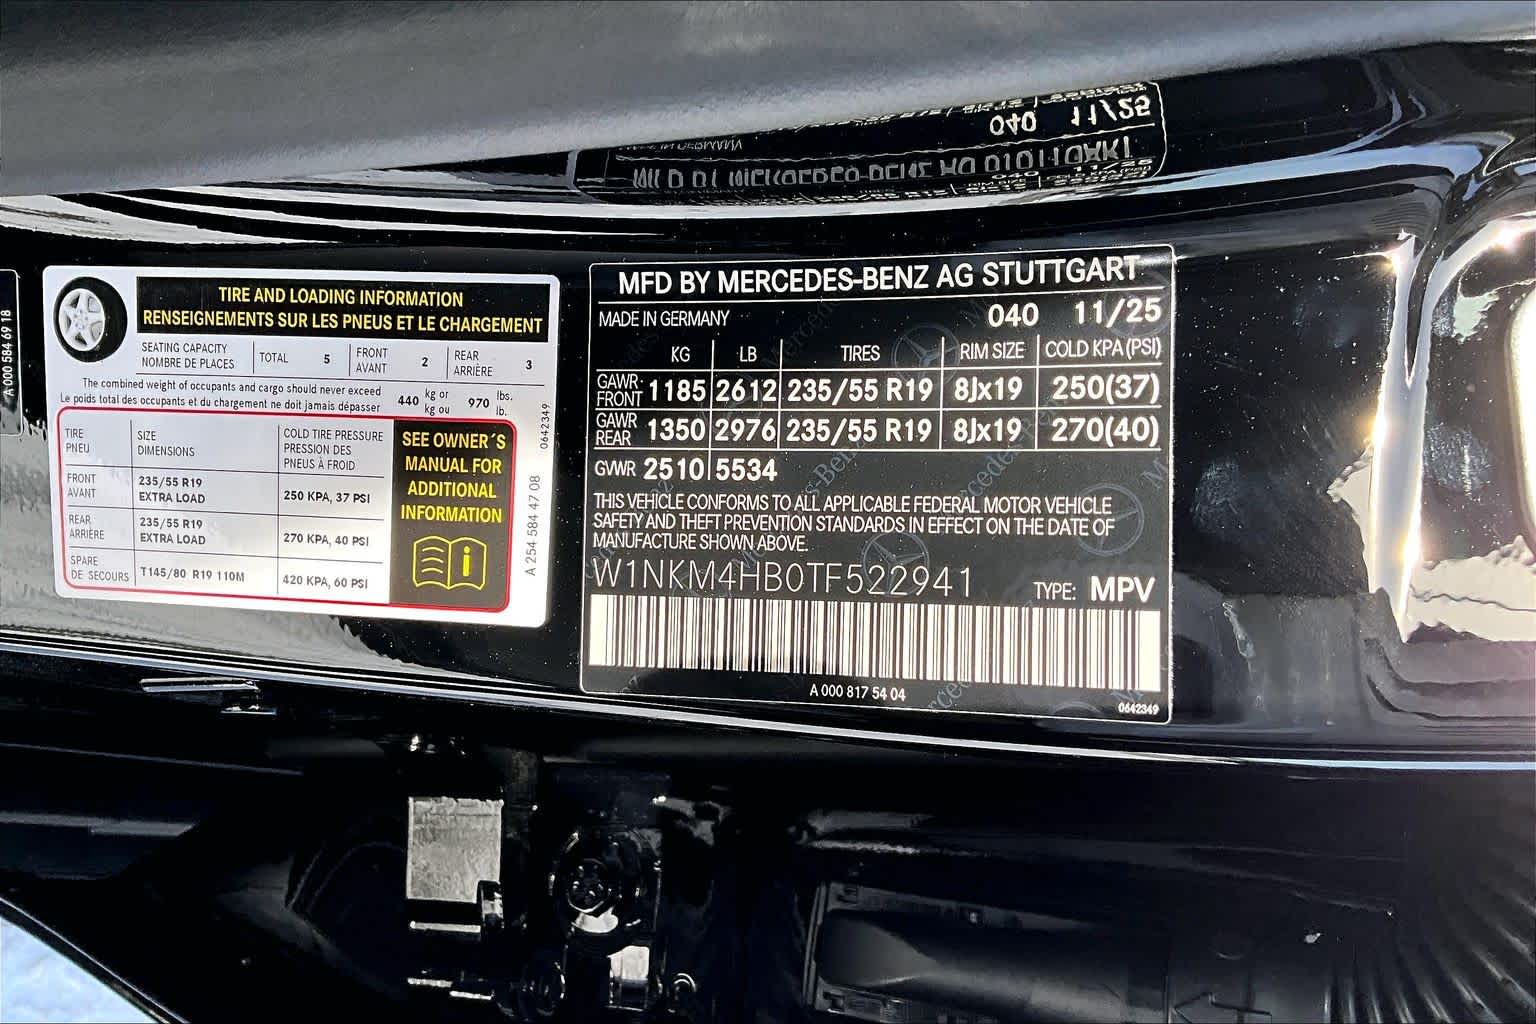 A 000 584 69 18
TIRE AND LOADING INFORMATION
RENSEIGNEMENTS SUR LES PNEUS ET LE CHARGEMENT
SEATING CAPACITY
NOMBRE DE PLACES
TOTAL 5
FRONT
AVANT
2
REAR
ARRIÈRE
3
The combined weight of occupants and cargo should never exceed
Le poids total des occupants et du chargement ne doit jamais dépasser
440 kg or
kg ou
970 lbs.
lb.
TIRE
PNEU
SIZE
DIMENSIONS
COLD TIRE PRESSURE
PRESSION DES
PNEUS À FROID
FRONT
AVANT
235/55 R19
EXTRA LOAD
250 KPA, 37 PSI
REAR
ARRIÈRE
235/55 R19
EXTRA LOAD
270 KPA, 40 PSI
SPARE
DE SECOURS
T145/80 R19 110M
420 KPA, 60 PSI
SEE OWNER´S
MANUAL FOR
ADDITIONAL
INFORMATION
0642349
A 254 584 47 08
MFD BY MERCEDES-BENZ AG STUTTGART
MADE IN GERMANY 040 11/25
KG LB TIRES RIM SIZE COLD KPA(PSI)
GAWR
FRONT
1185 2612 235/55 R19 8Jx19 250(37)
GAWR
REAR
1350 2976 235/55 R19 8Jx19 270(40)
GVWR 2510 5534
THIS VEHICLE CONFORMS TO ALL APPLICABLE FEDERAL MOTOR VEHICLE
SAFETY AND THEFT PREVENTION STANDARDS IN EFFECT ON THE DATE OF
MANUFACTURE SHOWN ABOVE.
W1NKM4HB0TF522941
TYPE: MPV
A 000 817 54 04
0642349